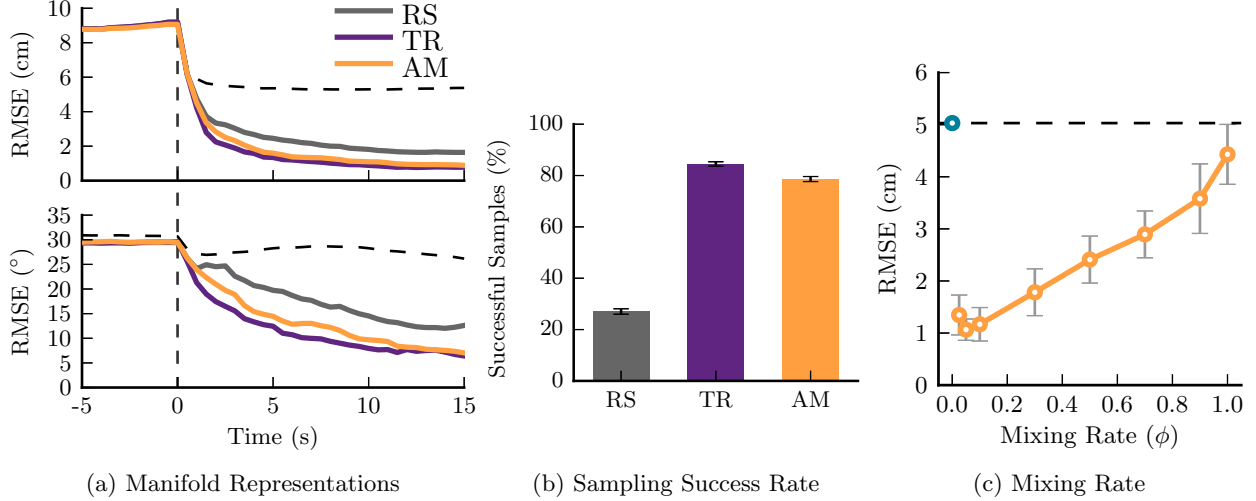 RS
TR
AM
RMSE (cm)
10
8
6
4
2
0
RMSE (°)
35
30
25
20
15
10
5
0
-5
0
5
10
15
Time (s)
(a) Manifold Representations
Successful Samples (%)
100
80
60
40
20
0
RS
TR
AM
(b) Sampling Success Rate
RMSE (cm)
6
5
4
3
2
1
0
0.0
0.2
0.4
0.6
0.8
1.0
Mixing Rate (ϕ)
(c) Mixing Rate